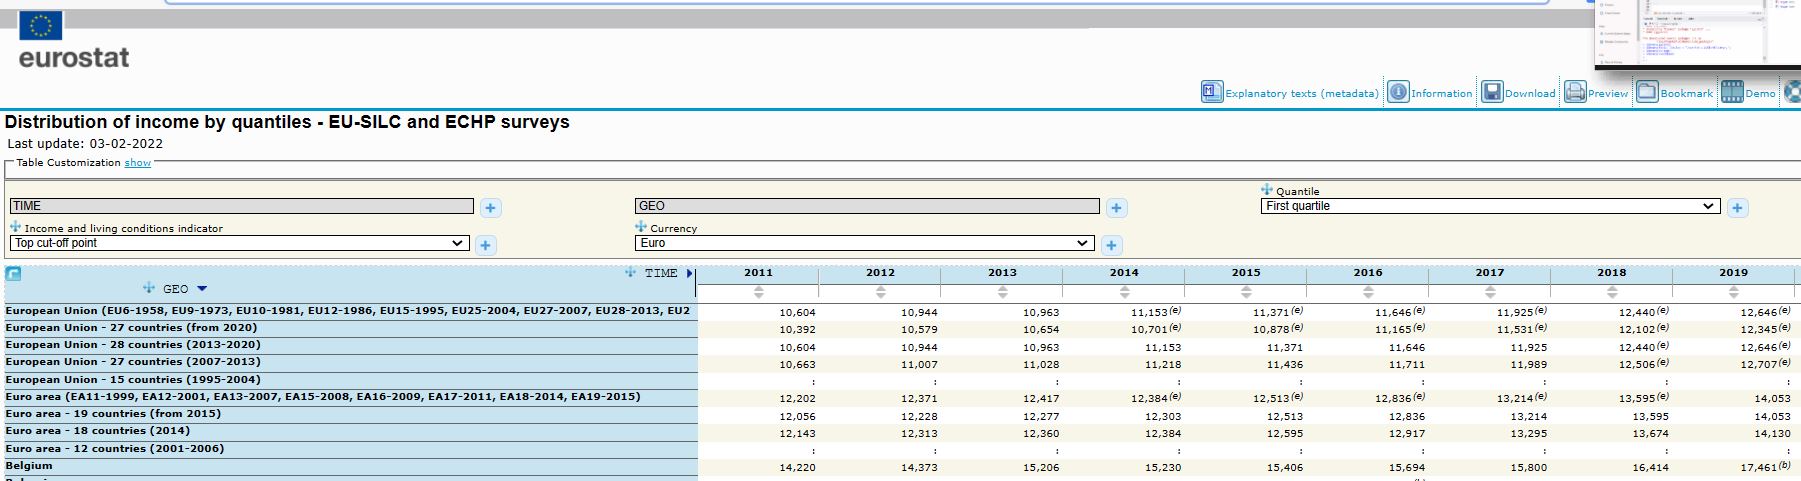 eurostat
Explanatory texts (metadata) Information Download Preview Bookmark Demo
Distribution of income by quantiles - EU-SILC and ECHP surveys
Last update: 03-02-2022
Table Customization show
Quantile
TIME + GEO + First quartile +
Income and living conditions indicator Currency
Top cut-off point + Euro +
TIME 2011 2012 2013 2014 2015 2016 2017 2018 2019
GEO
European Union (EU6-1958, EU9-1973, EU10-1981, EU12-1986, EU15-1995, EU25-2004, EU27-2007, EU28-2013, EU2 10,604 10,944 10,963 11,153(e) 11,371(e) 11,646(e) 11,925(e) 12,440(e) 12,646(e)
European Union - 27 countries (from 2020) 10,392 10,579 10,654 10,701(e) 10,878(e) 11,165(e) 11,531(e) 12,102(e) 12,345(e)
European Union - 28 countries (2013-2020) 10,604 10,944 10,963 11,153 11,371 11,646 11,925 12,440(e) 12,646(e)
European Union - 27 countries (2007-2013) 10,663 11,007 11,028 11,218 11,436 11,711 11,989 12,506(e) 12,707(e)
European Union - 15 countries (1995-2004) : : : : : : : : :
Euro area (EA11-1999, EA12-2001, EA13-2007, EA15-2008, EA16-2009, EA17-2011, EA18-2014, EA19-2015) 12,202 12,371 12,417 12,384(e) 12,513(e) 12,836(e) 13,214(e) 13,595(e) 14,053
Euro area - 19 countries (from 2015) 12,056 12,228 12,277 12,303 12,513 12,836 13,214 13,595 14,053
Euro area - 18 countries (2014) 12,143 12,313 12,360 12,384 12,595 12,917 13,295 13,674 14,130
Euro area - 12 countries (2001-2006) : : : : : : : : :
Belgium 14,220 14,373 15,206 15,230 15,406 15,694 15,800 16,414 17,461(b)